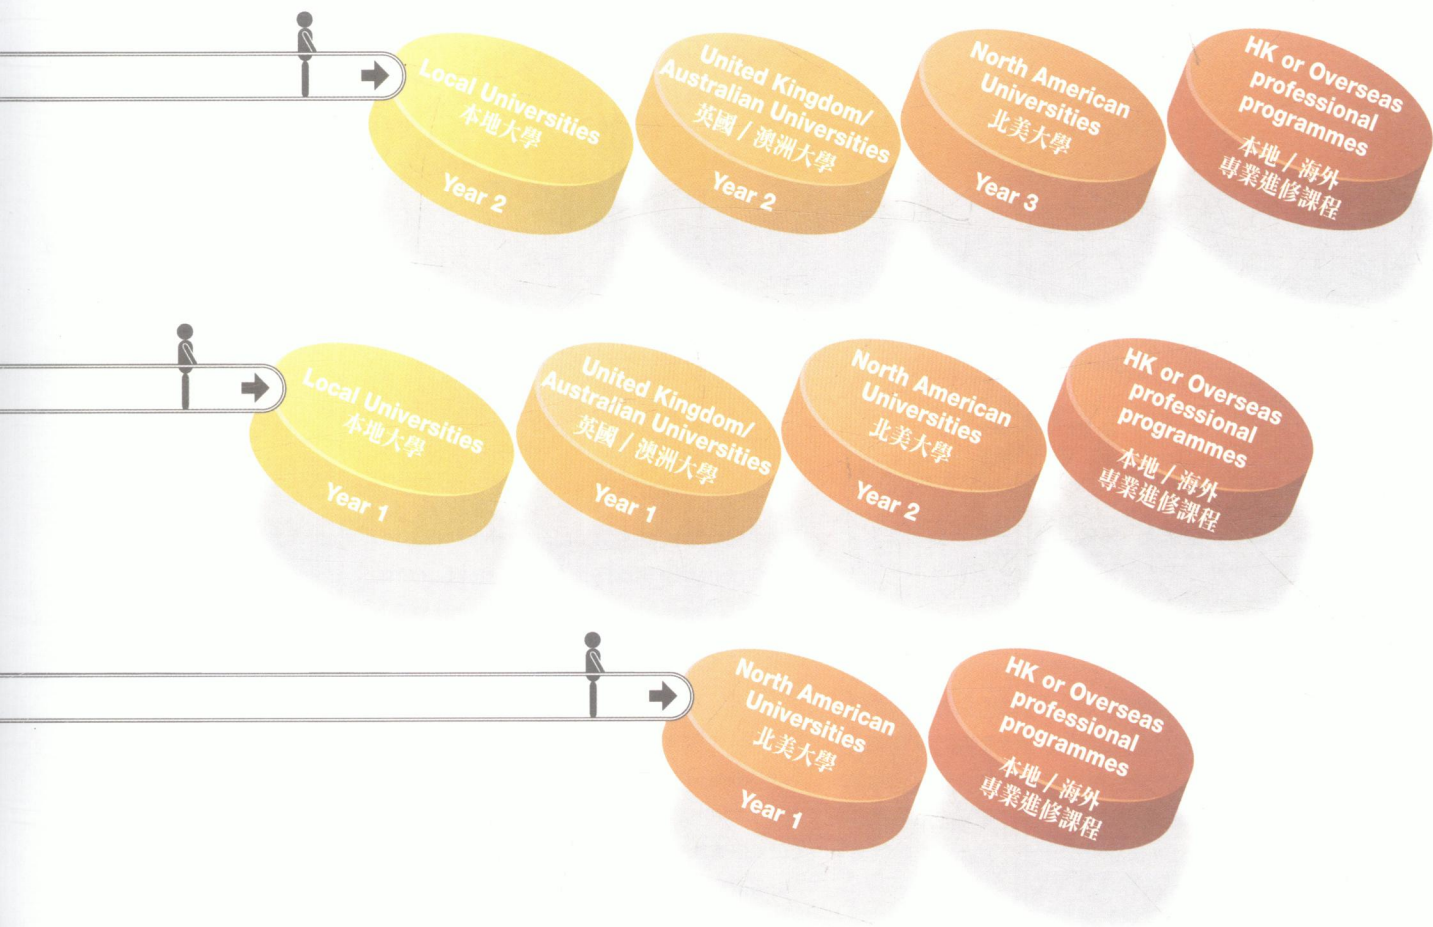 Local Universities
本地大學
Year 2
United Kingdom/
Australian Universities
英國 / 澳洲大學
Year 2
North American
Universities
北美大學
Year 3
HK or Overseas
professional
programmes
本地 / 海外
專業進修課程
Local Universities
本地大學
Year 1
United Kingdom/
Australian Universities
英國 / 澳洲大學
Year 1
North American
Universities
北美大學
Year 2
HK or Overseas
professional
programmes
本地 / 海外
專業進修課程
North American
Universities
北美大學
Year 1
HK or Overseas
professional
programmes
本地 / 海外
專業進修課程